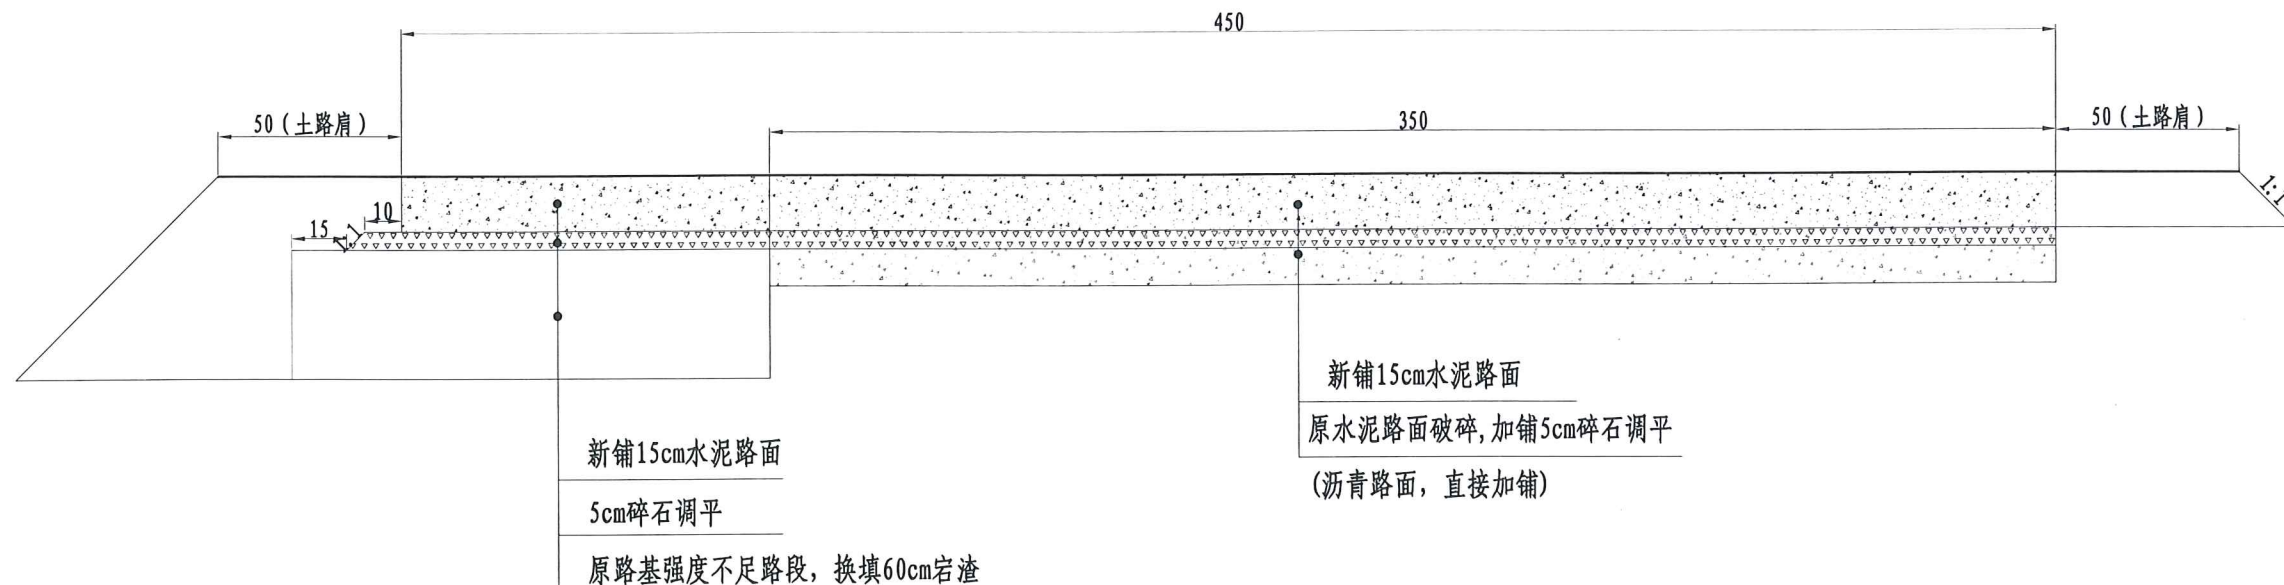 450
50（土路肩）
350
50（土路肩）
1:1
10
15
1:1
新铺15cm水泥路面
原水泥路面破碎,加铺5cm碎石调平
(沥青路面，直接加铺)
新铺15cm水泥路面
5cm碎石调平
原路基强度不足路段，换填60cm宕渣